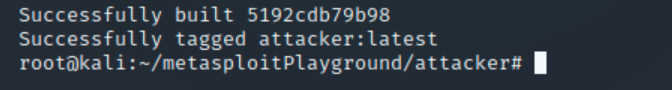 Successfully built 5192cdb79b98
Successfully tagged attacker:latest
root@kali:~/metasploitPlayground/attacker#